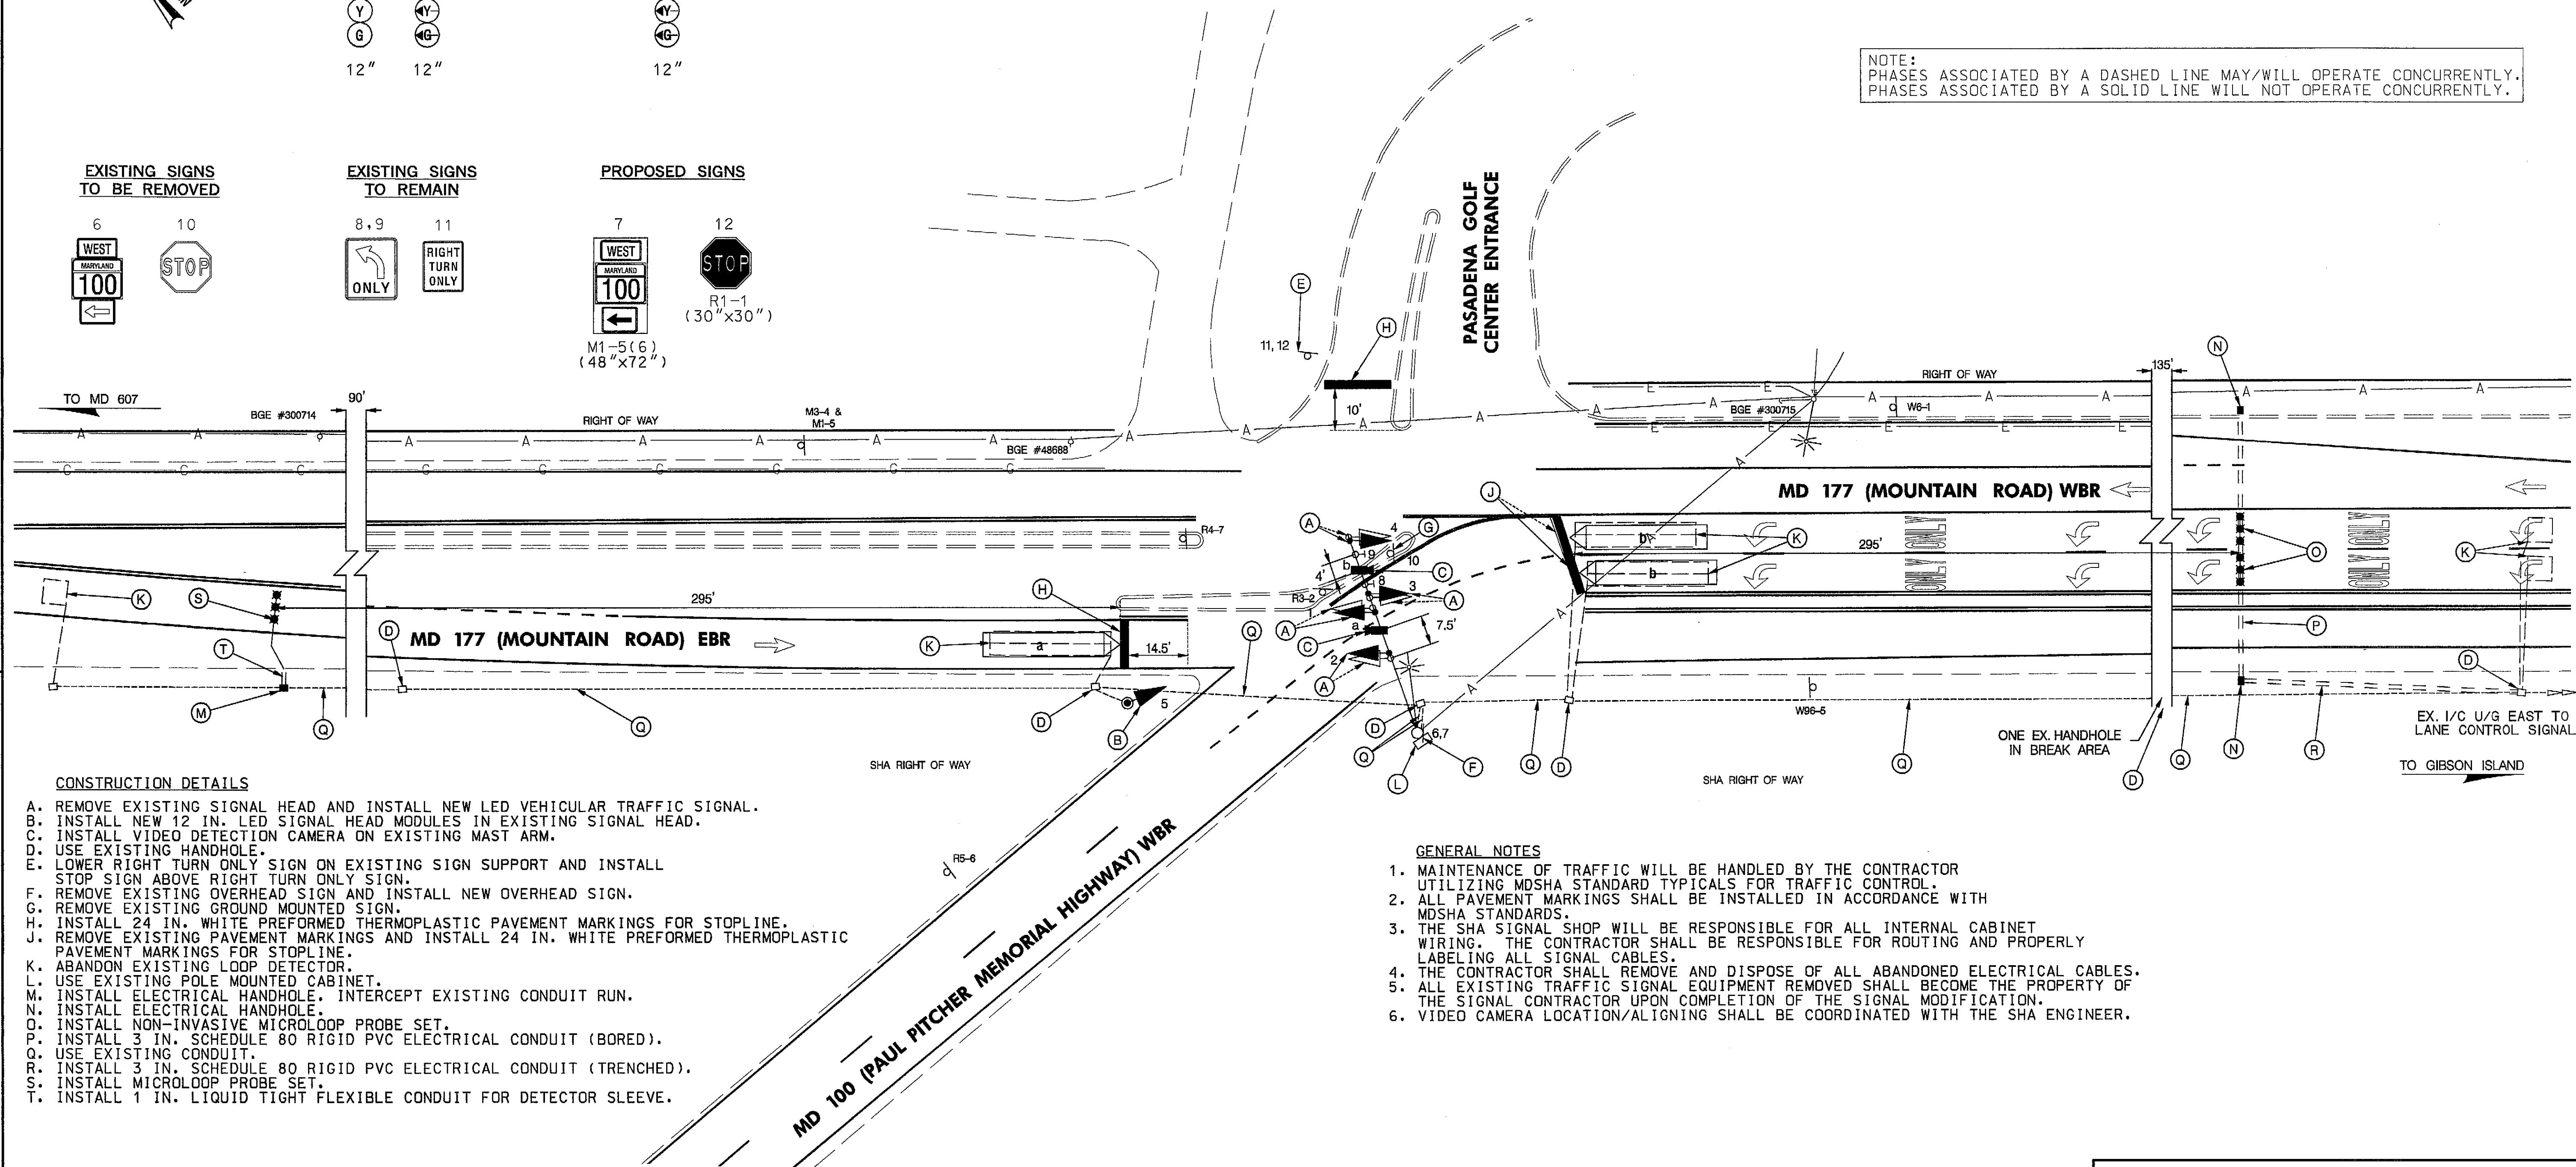 N
Y
Y
Y
G
G
G
12"
12"
12"
NOTE:
PHASES ASSOCIATED BY A DASHED LINE MAY/WILL OPERATE CONCURRENTLY.
PHASES ASSOCIATED BY A SOLID LINE WILL NOT OPERATE CONCURRENTLY.
EXISTING SIGNS
TO BE REMOVED
6
10
WEST
MARYLAND
100
STOP
EXISTING SIGNS
TO REMAIN
8,9
11
ONLY
RIGHT
TURN
ONLY
PROPOSED SIGNS
7
12
WEST
MARYLAND
100
STOP
R1-1
(30"x30")
M1-5(6)
(48"x72")
PASADENA GOLF
CENTER ENTRANCE
E
11, 12
H
10'
N
135'
RIGHT OF WAY
W6-1
BGE #300715
TO MD 607
90'
BGE #300714
RIGHT OF WAY
M3-4 &
M1-5
BGE #48688
A A A A A A A A A A A A A A A A A A
E E E E E E E
C C C C C C C C C
MD 177 (MOUNTAIN ROAD) WBR
J
A
4
G
R4-7
9
10
b
4'
C
8
3
R3-2
A
1
A
a
7.5'
C
2
A
b
b
K
295'
ONLY
ONLY
ONLY
ONLY
O
K
P
K
S
295'
H
MD 177 (MOUNTAIN ROAD) EBR
D
K
a
14.5'
Q
T
M
Q
Q
D
B
5
D
Q
6,7
L
F
Q
D
W96-5
Q
ONE EX. HANDHOLE
IN BREAK AREA
D
Q
N
R
D
EX. I/C U/G EAST TO
LANE CONTROL SIGNAL
TO GIBSON ISLAND
SHA RIGHT OF WAY
SHA RIGHT OF WAY
R5-6
MD 100 (PAUL PITCHER MEMORIAL HIGHWAY) WBR
CONSTRUCTION DETAILS
A. REMOVE EXISTING SIGNAL HEAD AND INSTALL NEW LED VEHICULAR TRAFFIC SIGNAL.
B. INSTALL NEW 12 IN. LED SIGNAL HEAD MODULES IN EXISTING SIGNAL HEAD.
C. INSTALL VIDEO DETECTION CAMERA ON EXISTING MAST ARM.
D. USE EXISTING HANDHOLE.
E. LOWER RIGHT TURN ONLY SIGN ON EXISTING SIGN SUPPORT AND INSTALL
STOP SIGN ABOVE RIGHT TURN ONLY SIGN.
F. REMOVE EXISTING OVERHEAD SIGN AND INSTALL NEW OVERHEAD SIGN.
G. REMOVE EXISTING GROUND MOUNTED SIGN.
H. INSTALL 24 IN. WHITE PREFORMED THERMOPLASTIC PAVEMENT MARKINGS FOR STOPLINE.
J. REMOVE EXISTING PAVEMENT MARKINGS AND INSTALL 24 IN. WHITE PREFORMED THERMOPLASTIC
PAVEMENT MARKINGS FOR STOPLINE.
K. ABANDON EXISTING LOOP DETECTOR.
L. USE EXISTING POLE MOUNTED CABINET.
M. INSTALL ELECTRICAL HANDHOLE. INTERCEPT EXISTING CONDUIT RUN.
N. INSTALL ELECTRICAL HANDHOLE.
O. INSTALL NON-INVASIVE MICROLOOP PROBE SET.
P. INSTALL 3 IN. SCHEDULE 80 RIGID PVC ELECTRICAL CONDUIT (BORED).
Q. USE EXISTING CONDUIT.
R. INSTALL 3 IN. SCHEDULE 80 RIGID PVC ELECTRICAL CONDUIT (TRENCHED).
S. INSTALL MICROLOOP PROBE SET.
T. INSTALL 1 IN. LIQUID TIGHT FLEXIBLE CONDUIT FOR DETECTOR SLEEVE.
GENERAL NOTES
1. MAINTENANCE OF TRAFFIC WILL BE HANDLED BY THE CONTRACTOR
UTILIZING MDSHA STANDARD TYPICALS FOR TRAFFIC CONTROL.
2. ALL PAVEMENT MARKINGS SHALL BE INSTALLED IN ACCORDANCE WITH
MDSHA STANDARDS.
3. THE SHA SIGNAL SHOP WILL BE RESPONSIBLE FOR ALL INTERNAL CABINET
WIRING. THE CONTRACTOR SHALL BE RESPONSIBLE FOR ROUTING AND PROPERLY
LABELING ALL SIGNAL CABLES.
4. THE CONTRACTOR SHALL REMOVE AND DISPOSE OF ALL ABANDONED ELECTRICAL CABLES.
5. ALL EXISTING TRAFFIC SIGNAL EQUIPMENT REMOVED SHALL BECOME THE PROPERTY OF
THE SIGNAL CONTRACTOR UPON COMPLETION OF THE SIGNAL MODIFICATION.
6. VIDEO CAMERA LOCATION/ALIGNING SHALL BE COORDINATED WITH THE SHA ENGINEER.